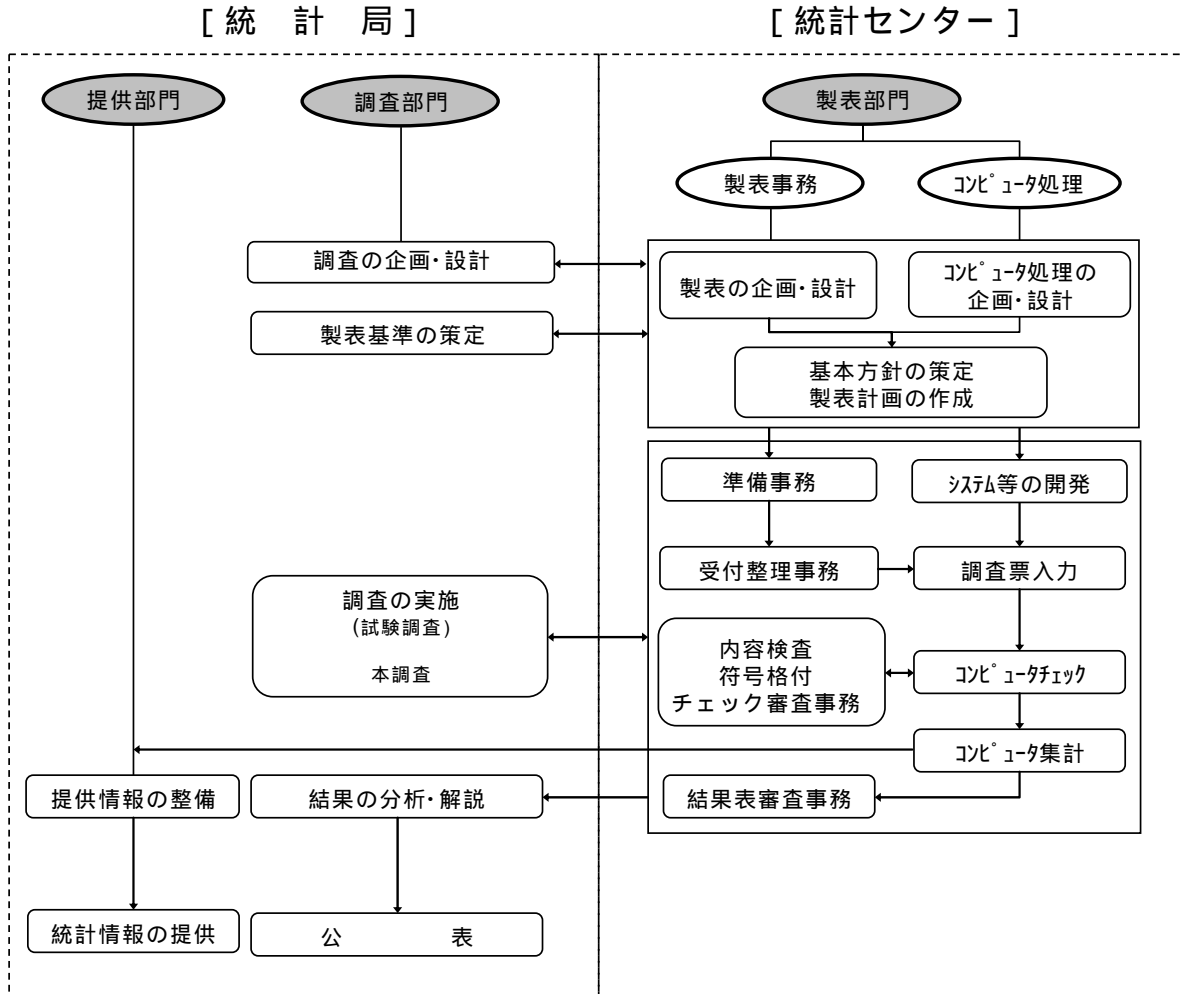 [ 統　計　局 ]
[ 統計センター ]
提供部門
調査部門
製表部門
製表事務
ｺﾝﾋﾟｭｰﾀ処理
調査の企画･設計
製表の企画･設計
ｺﾝﾋﾟｭｰﾀ処理の
企画･設計
製表基準の策定
基本方針の策定
製表計画の作成
準備事務
ｼｽﾃﾑ等の開発
受付整理事務
調査票入力
調査の実施
(試験調査)
本調査
内容検査
符号格付
チェック審査事務
ｺﾝﾋﾟｭｰﾀﾁｪｯｸ
ｺﾝﾋﾟｭｰﾀ集計
提供情報の整備
結果の分析･解説
結果表審査事務
統計情報の提供
公　　　　表